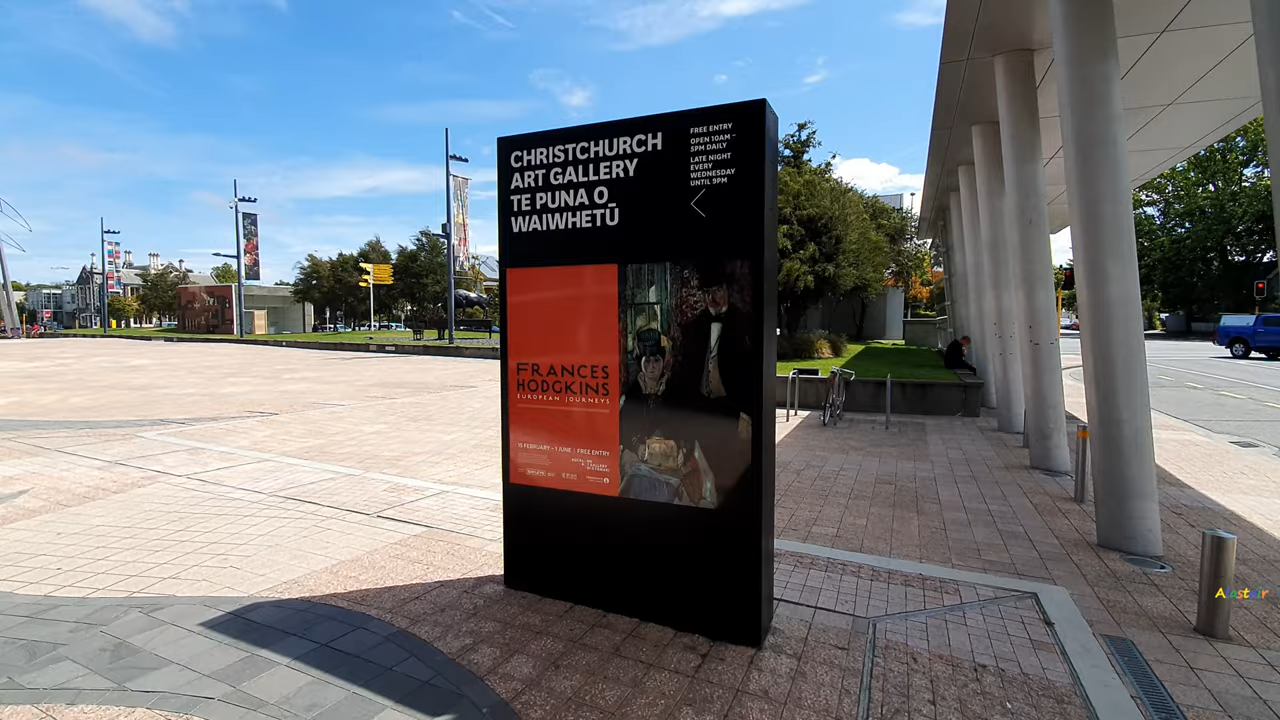 CHRISTCHURCH
ART GALLERY
TE PUNA O
WAIWHETŪ
FREE ENTRY
OPEN 10AM –
5PM DAILY
LATE NIGHT
EVERY
WEDNESDAY
UNTIL 9PM
FRANCES
HODGKINS
EUROPEAN JOURNEYS
15 FEBRUARY – 1 JUNE | FREE ENTRY
Alastair